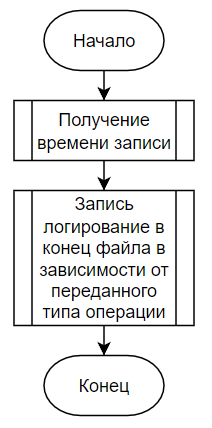 Начало
Получение
времени записи
Запись
логирование в
конец файла в
зависимости от
переданного
типа операции
Конец